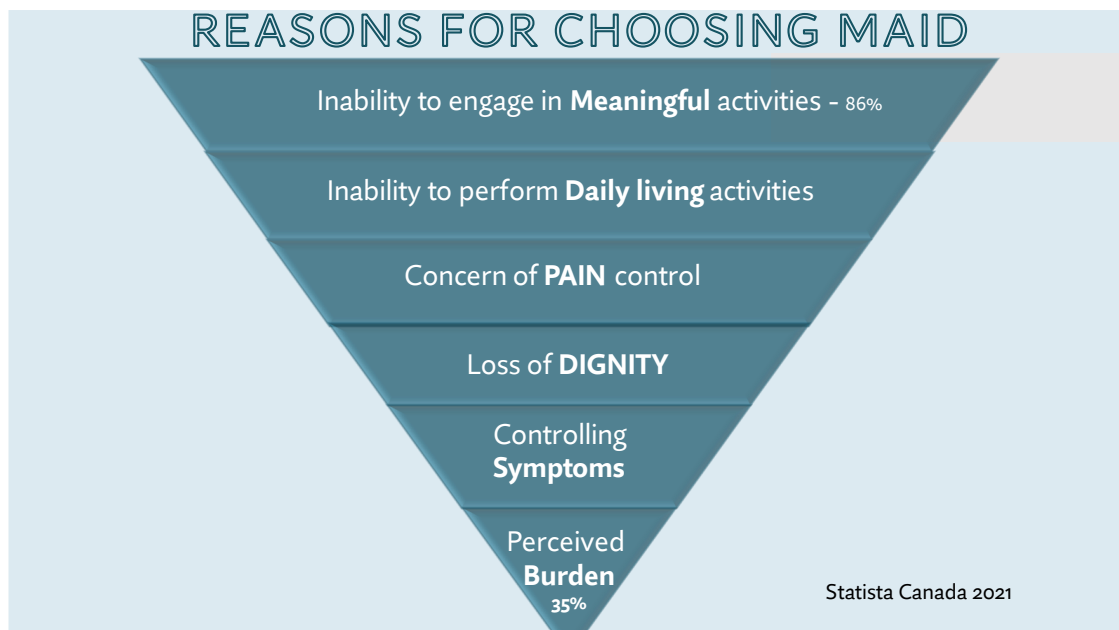 REASONS FOR CHOOSING MAID
Inability to engage in Meaningful activities - 86%
Inability to perform Daily living activities
Concern of PAIN control
Loss of DIGNITY
Controlling
Symptoms
Perceived
Burden
35%
Statista Canada 2021